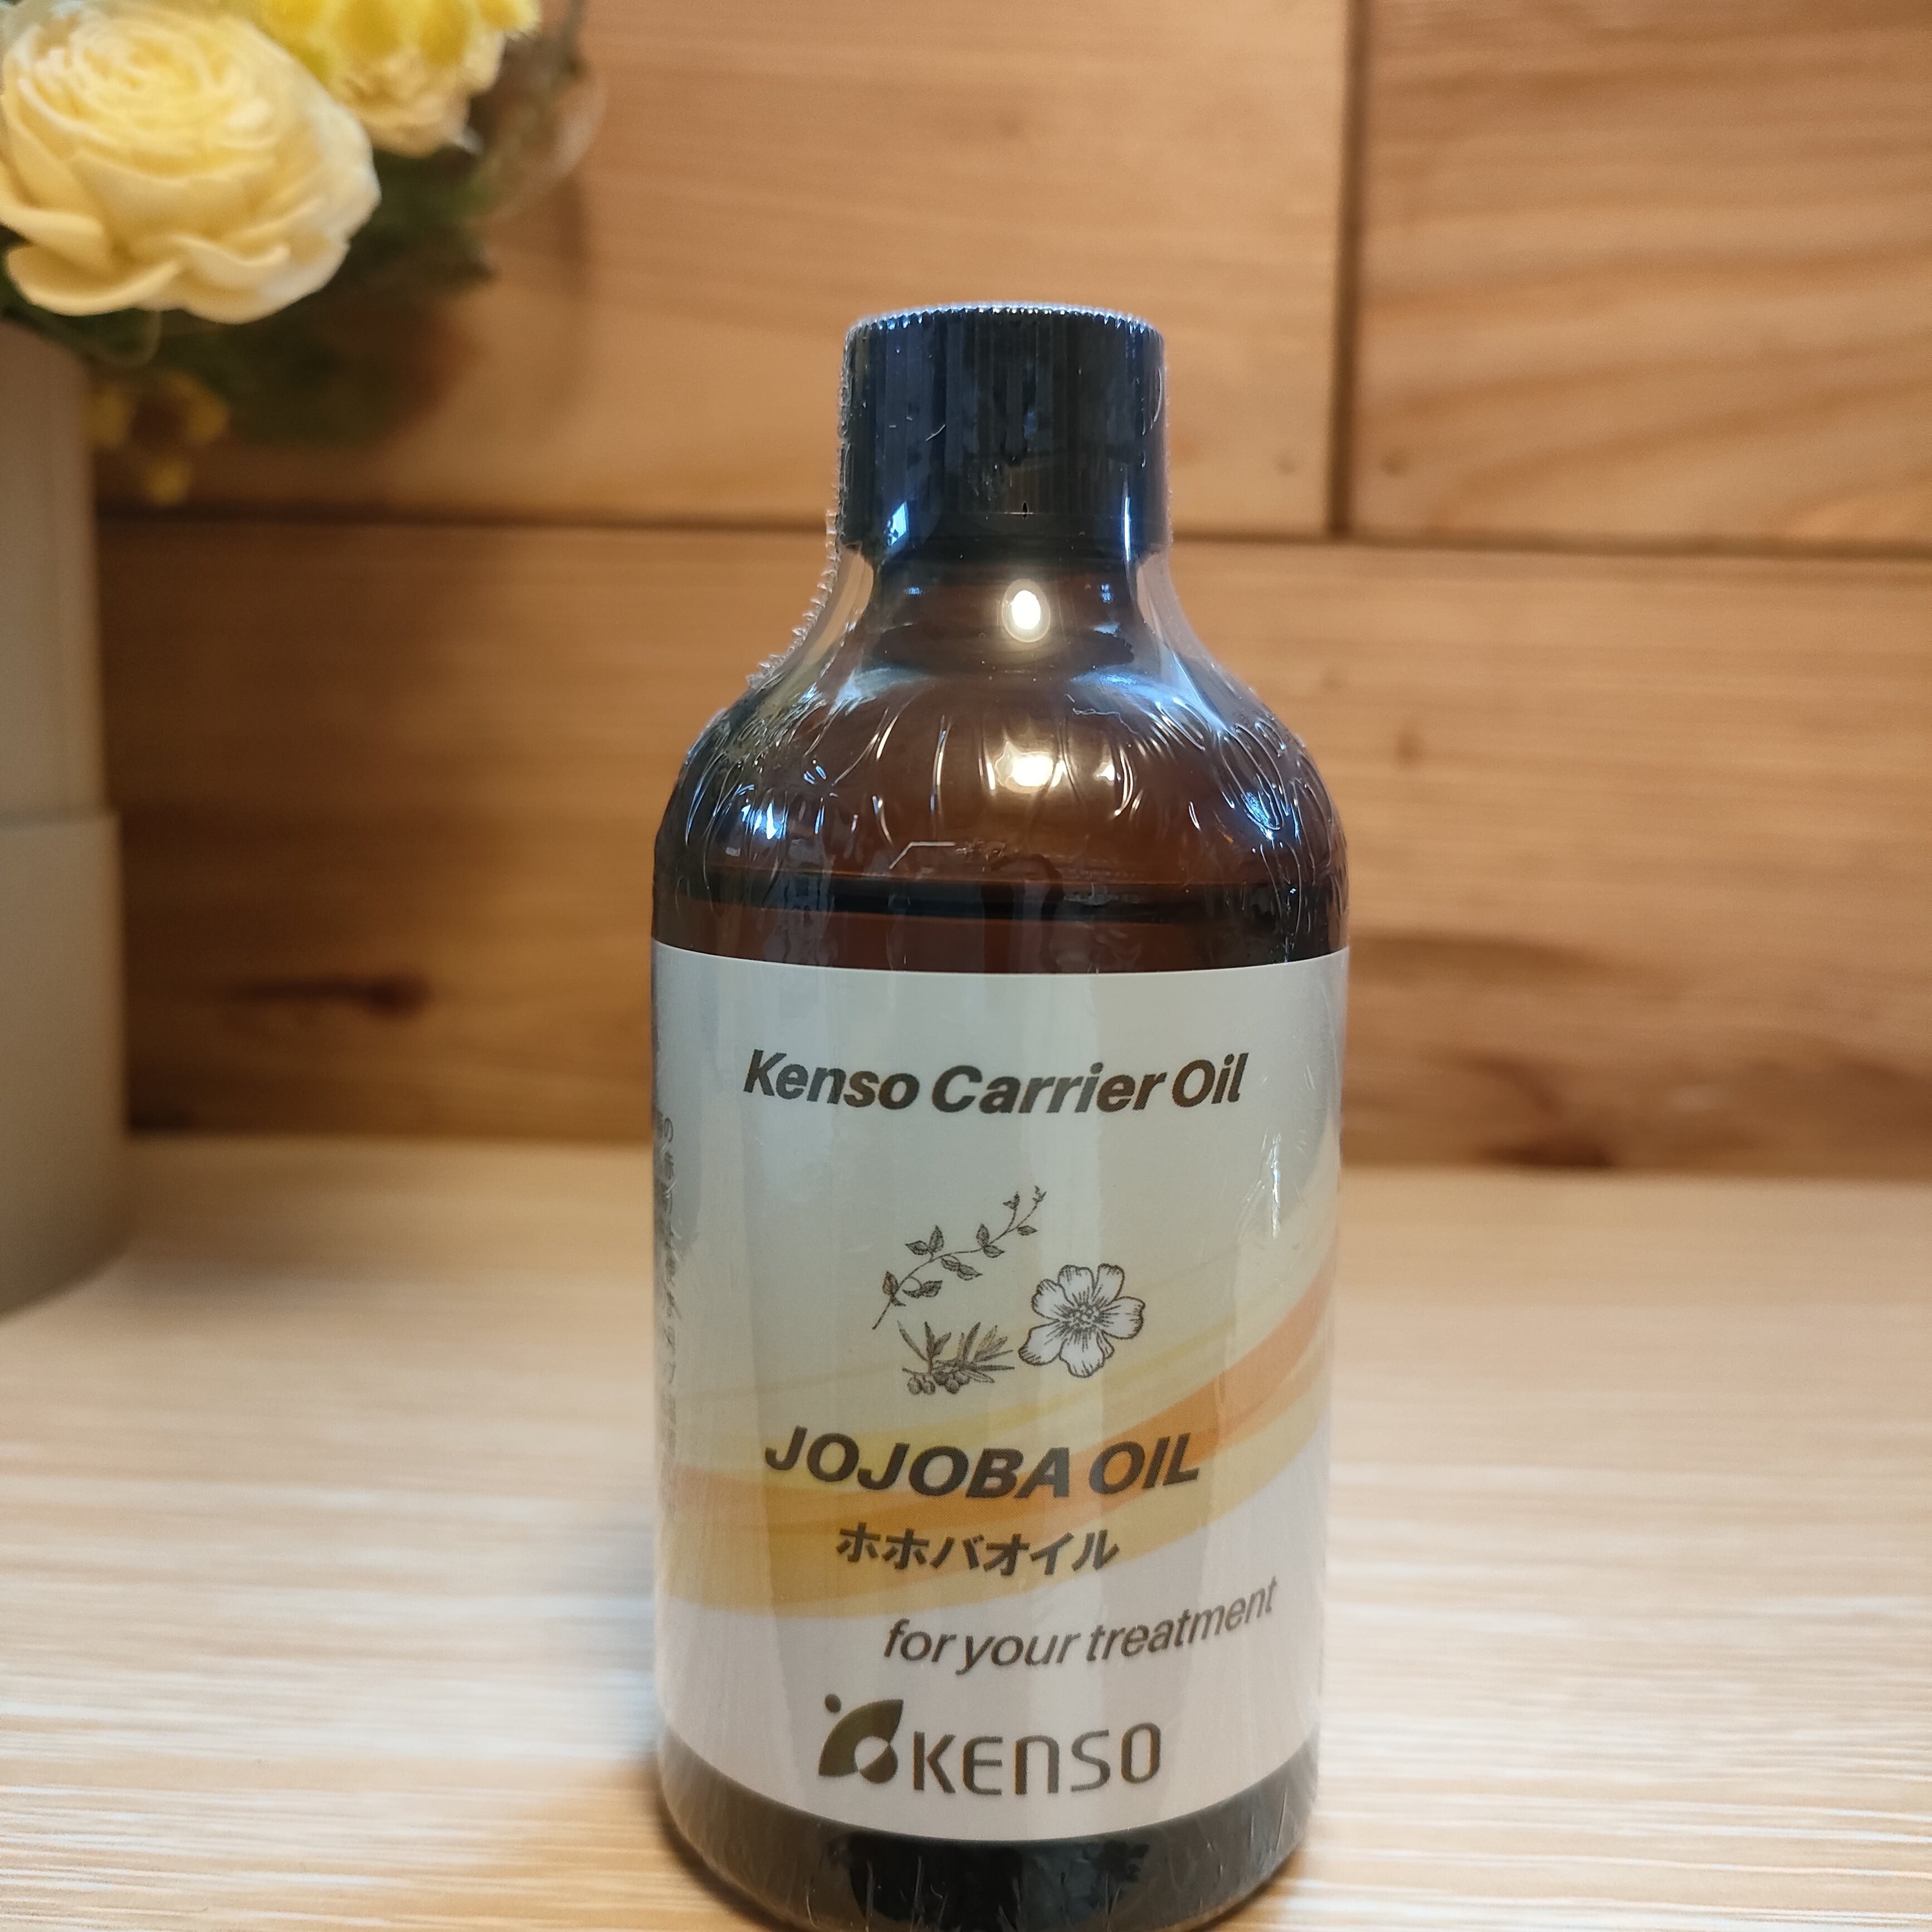 Kenso Carrier Oil
JOJOBA OIL
ホホバオイル
for your treatment
KENSO